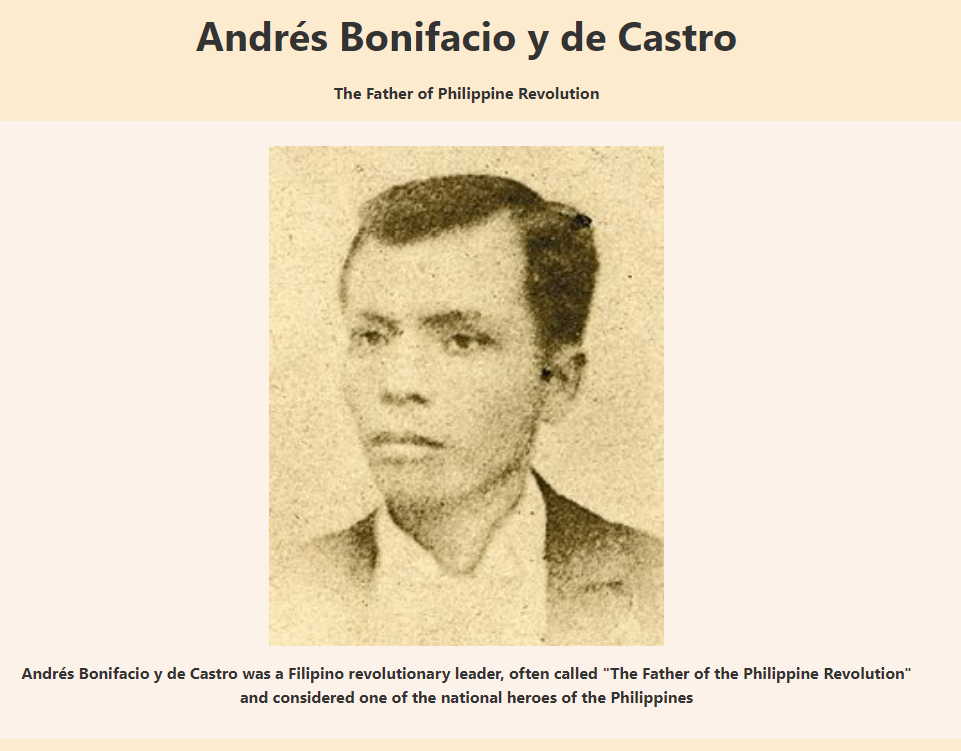 Andrés Bonifacio y de Castro
The Father of Philippine Revolution
Andrés Bonifacio y de Castro was a Filipino revolutionary leader, often called "The Father of the Philippine Revolution"
and considered one of the national heroes of the Philippines